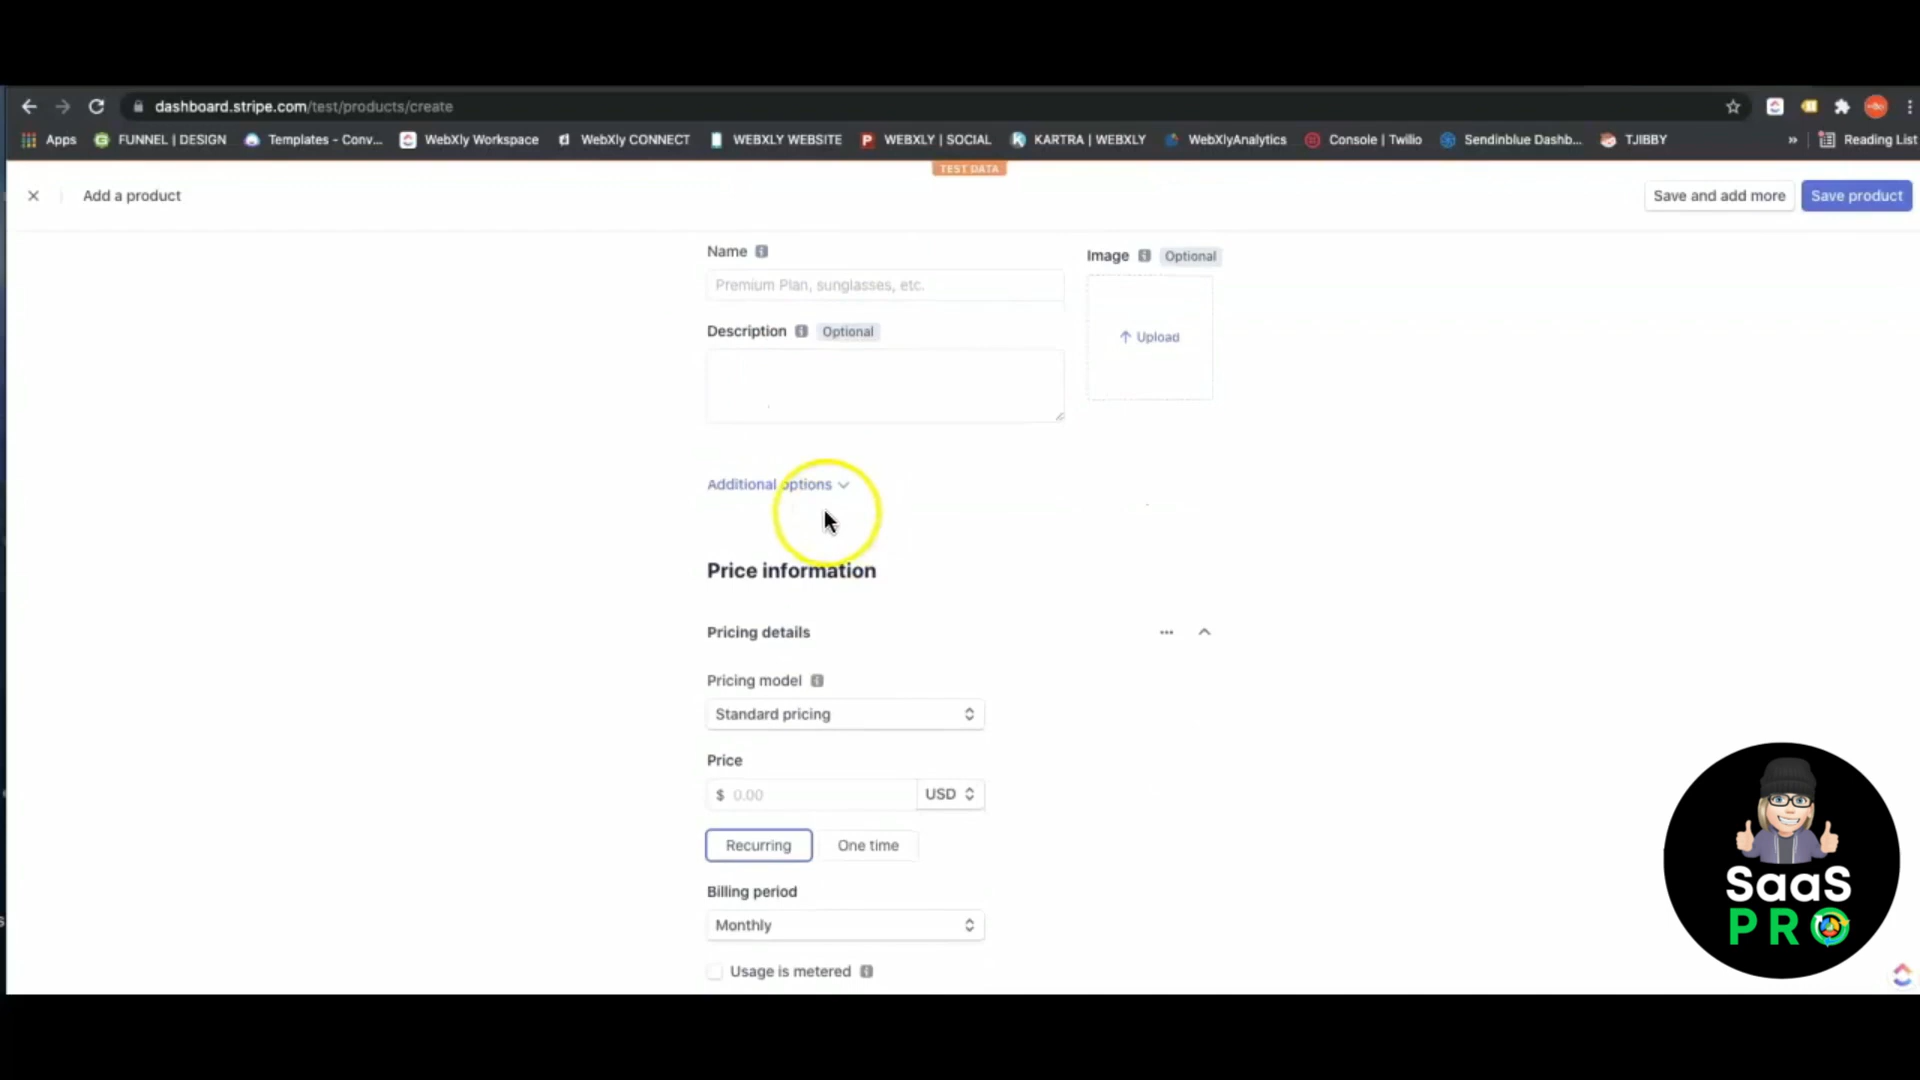 dashboard.stripe.com/test/products/create
Apps FUNNEL | DESIGN Templates - Conv... WebXly Workspace WebXly CONNECT WEBXLY WEBSITE WEBXLY | SOCIAL KARTRA | WEBXLY WebXlyAnalytics Console | Twilio Sendinblue Dashb... TJIBBY » Reading List
TEST DATA
Add a product Save and add more Save product
Name Image Optional
Premium Plan, sunglasses, etc.
Description Optional
Upload
Additional options
Price information
Pricing details
Pricing model
Standard pricing
Price
$ 0.00 USD
Recurring One time
Billing period
Monthly
Usage is metered
SaaS
PRO